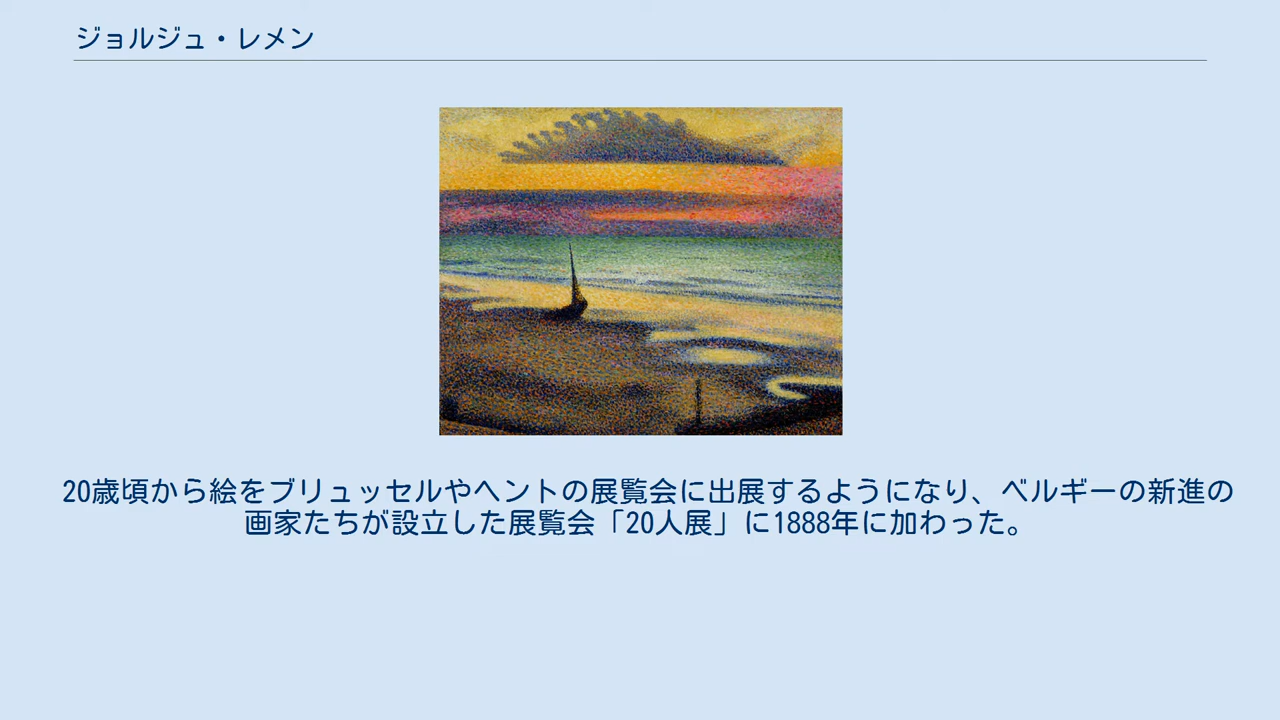 ジョルジュ・レメン
20歳頃から絵をブリュッセルやヘントの展覧会に出展するようになり、ベルギーの新進の
画家たちが設立した展覧会「20人展」に1888年に加わった。